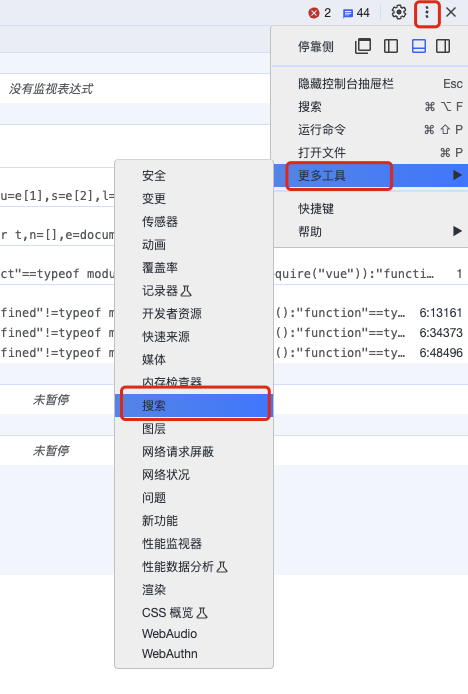 2 44
停靠侧
没有监视表达式
隐藏控制台抽屉栏 Esc
搜索 ⌘ ⌥ F
运行命令 ⌘ ⇧ P
打开文件 ⌘ P
更多工具
快捷键
帮助
安全
变更
传感器
动画
覆盖率
记录器
开发者资源
快速来源
媒体
内存检查器
搜索
图层
网络请求屏蔽
网络状况
问题
新功能
性能监视器
性能数据分析
渲染
CSS 概览
WebAudio
WebAuthn
u=e[1],s=e[2],l=
r t,n=[],e=docum
ct"==typeof modu equire("vue")):"functi… 1
fined"!=typeof m ():"function"==ty… 6:13161
fined"!=typeof m ():"function"==ty… 6:34373
fined"!=typeof m ():"function"==ty… 6:48496
未暂停
未暂停